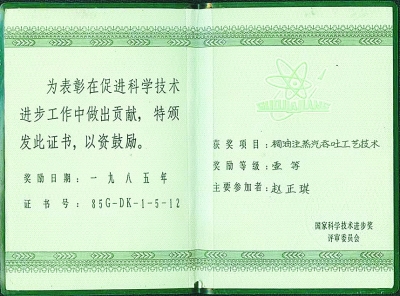 为表彰在促进科学技术
进步工作中做出贡献，特颁
发此证书，以资鼓励。
奖励日期：一九八五年
证书号：85G-DK-1-5-12
获奖项目：稠油注蒸汽吞吐工艺技术
奖励等级：壹等
主要参加者：赵正琪
国家科学技术进步奖
评审委员会